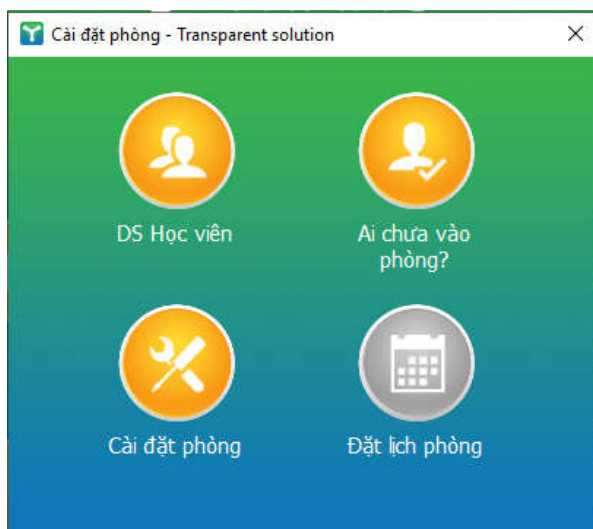 Cài đặt phòng - Transparent solution
DS Học viên
Ai chưa vào
phòng?
Cài đặt phòng
Đặt lịch phòng